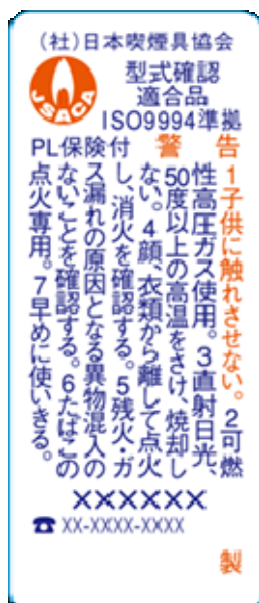 (社)日本喫煙具協会
JSACA
型式確認
適合品
ISO9994準拠
PL保険付 警告
1子供に触れさせない。2可燃
性高圧ガス使用。3直射日光、
50度以上の高温をさけ、焼却し
ない。4顔、衣類から離して点火
し、消火を確認する。5残火・ガ
ス漏れの原因となる異物混入の
ないことを確認する。6たばこの
点火専用。7早めに使いきる。
××××××
☎ XX-XXXX-XXXX
製